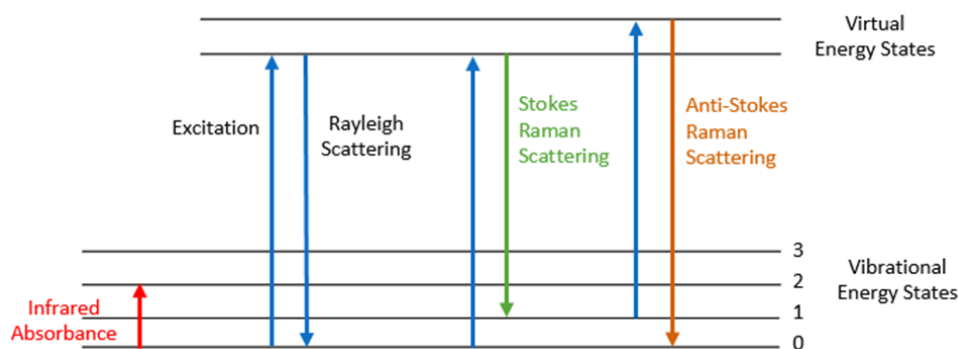 Virtual
Energy States
Excitation
Rayleigh
Scattering
Stokes
Raman
Scattering
Anti-Stokes
Raman
Scattering
3
2
1
0
Vibrational
Energy States
Infrared
Absorbance